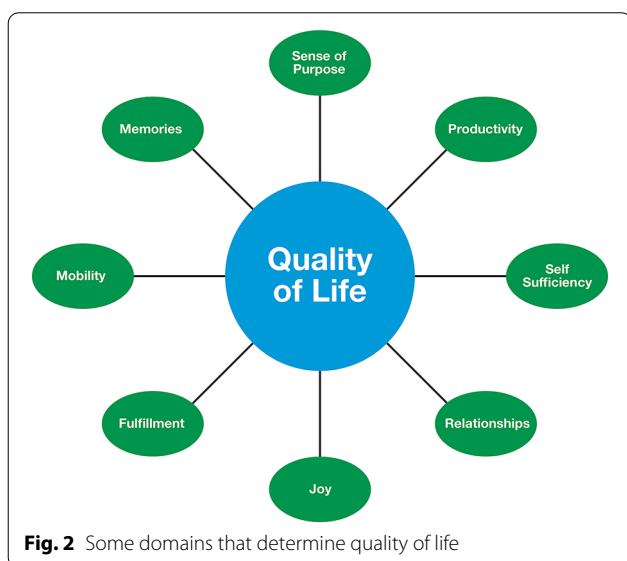 Sense of
Purpose
Memories
Productivity
Quality
of Life
Mobility
Self
Sufficiency
Fulfillment
Relationships
Joy
Fig. 2 Some domains that determine quality of life